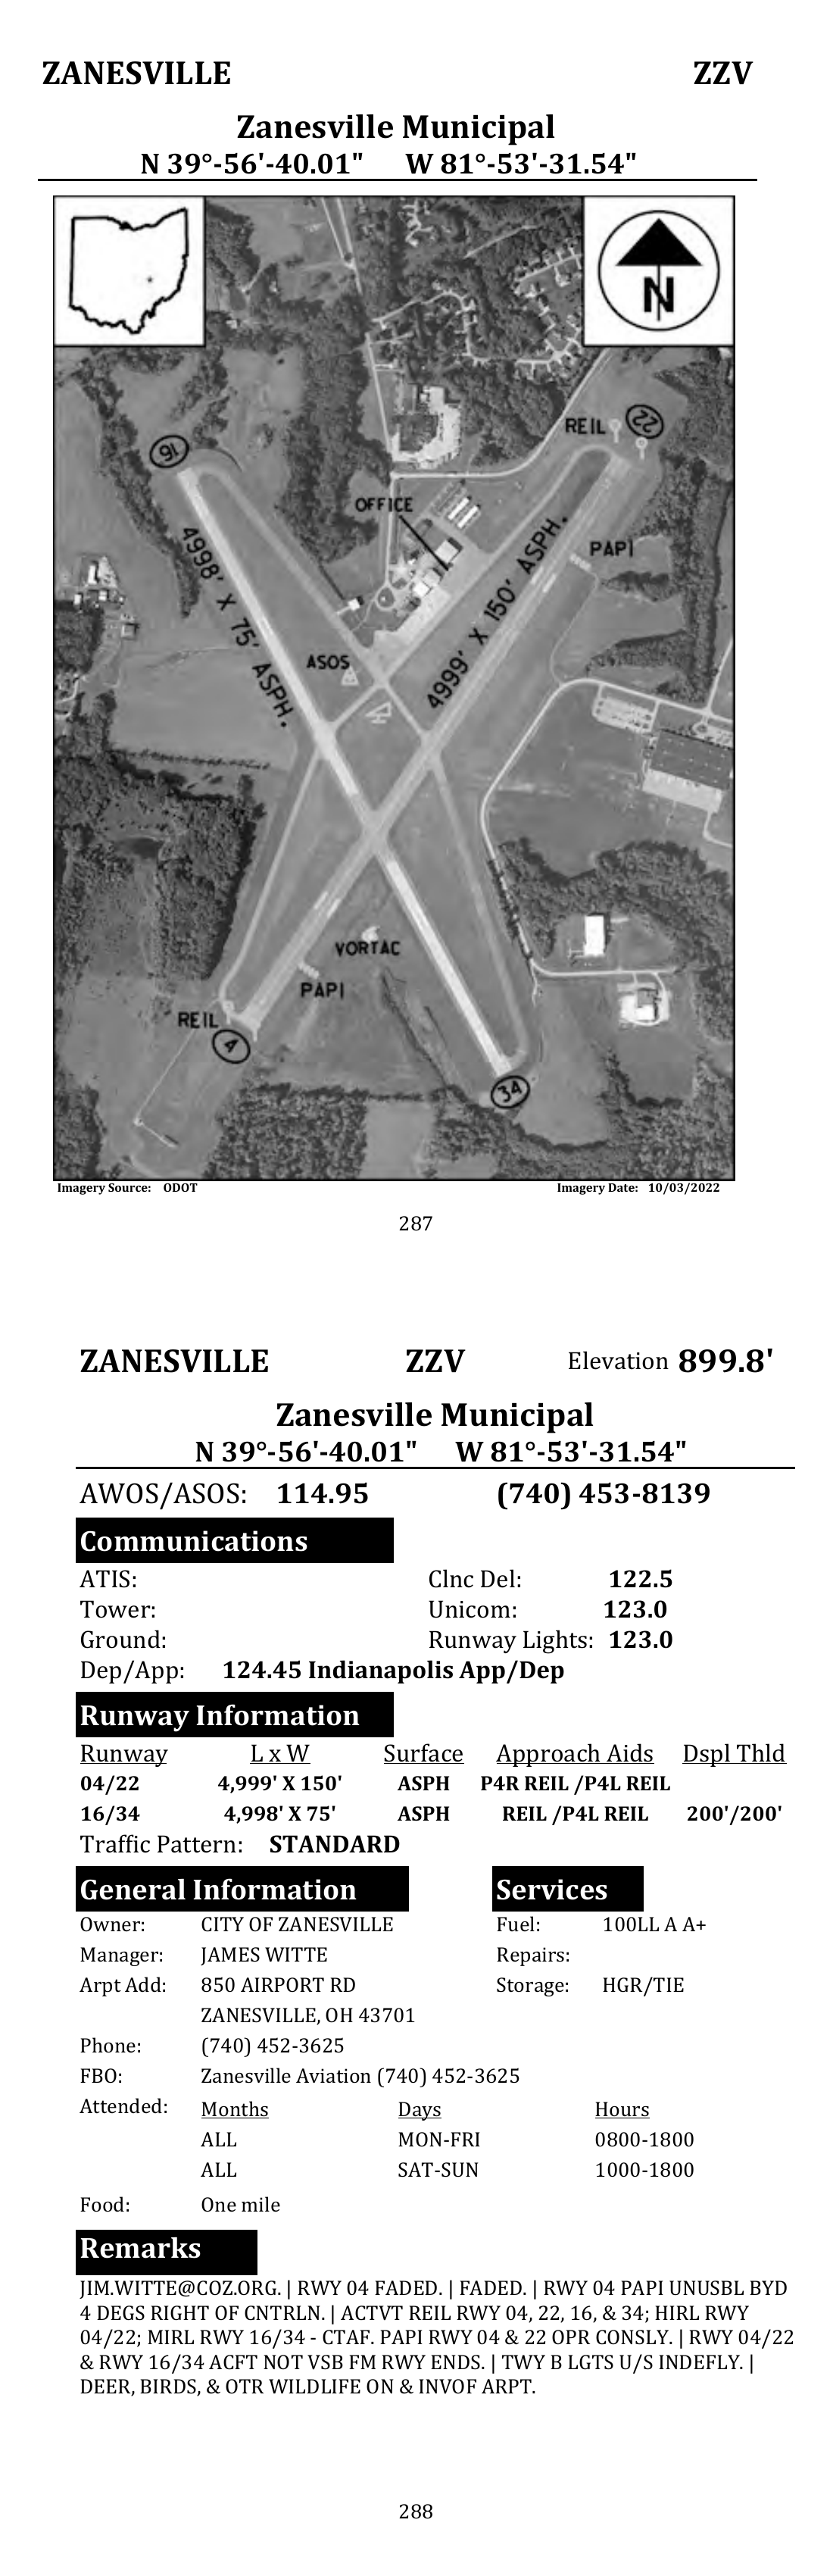 ZANESVILLE ZZV
Zanesville Municipal
N 39°-56'-40.01" W 81°-53'-31.54"
N
REIL 22
16
OFFICE
4998' X 75' ASPH.
4999' X 150' ASPH.
PAPI
ASOS
VORTAC
PAPI
REIL
4
34
Imagery Source: ODOT Imagery Date: 10/03/2022
287
ZANESVILLE ZZV Elevation 899.8'
Zanesville Municipal
N 39°-56'-40.01" W 81°-53'-31.54"
AWOS/ASOS: 114.95 (740) 453-8139
Communications
ATIS: Clnc Del: 122.5
Tower: Unicom: 123.0
Ground: Runway Lights: 123.0
Dep/App: 124.45 Indianapolis App/Dep
Runway Information
Runway L x W Surface Approach Aids Dspl Thld
04/22 4,999' X 150' ASPH P4R REIL /P4L REIL
16/34 4,998' X 75' ASPH REIL /P4L REIL 200'/200'
Traffic Pattern: STANDARD
General Information Services
Owner: CITY OF ZANESVILLE Fuel: 100LL A A+
Manager: JAMES WITTE Repairs:
Arpt Add: 850 AIRPORT RD Storage: HGR/TIE
ZANESVILLE, OH 43701
Phone: (740) 452-3625
FBO: Zanesville Aviation (740) 452-3625
Attended: Months Days Hours
ALL MON-FRI 0800-1800
ALL SAT-SUN 1000-1800
Food: One mile
Remarks
JIM.WITTE@COZ.ORG. | RWY 04 FADED. | FADED. | RWY 04 PAPI UNUSBL BYD
4 DEGS RIGHT OF CNTRLN. | ACTVT REIL RWY 04, 22, 16, & 34; HIRL RWY
04/22; MIRL RWY 16/34 - CTAF. PAPI RWY 04 & 22 OPR CONSLY. | RWY 04/22
& RWY 16/34 ACFT NOT VSB FM RWY ENDS. | TWY B LGTS U/S INDEFLY. |
DEER, BIRDS, & OTR WILDLIFE ON & INVOF ARPT.
288